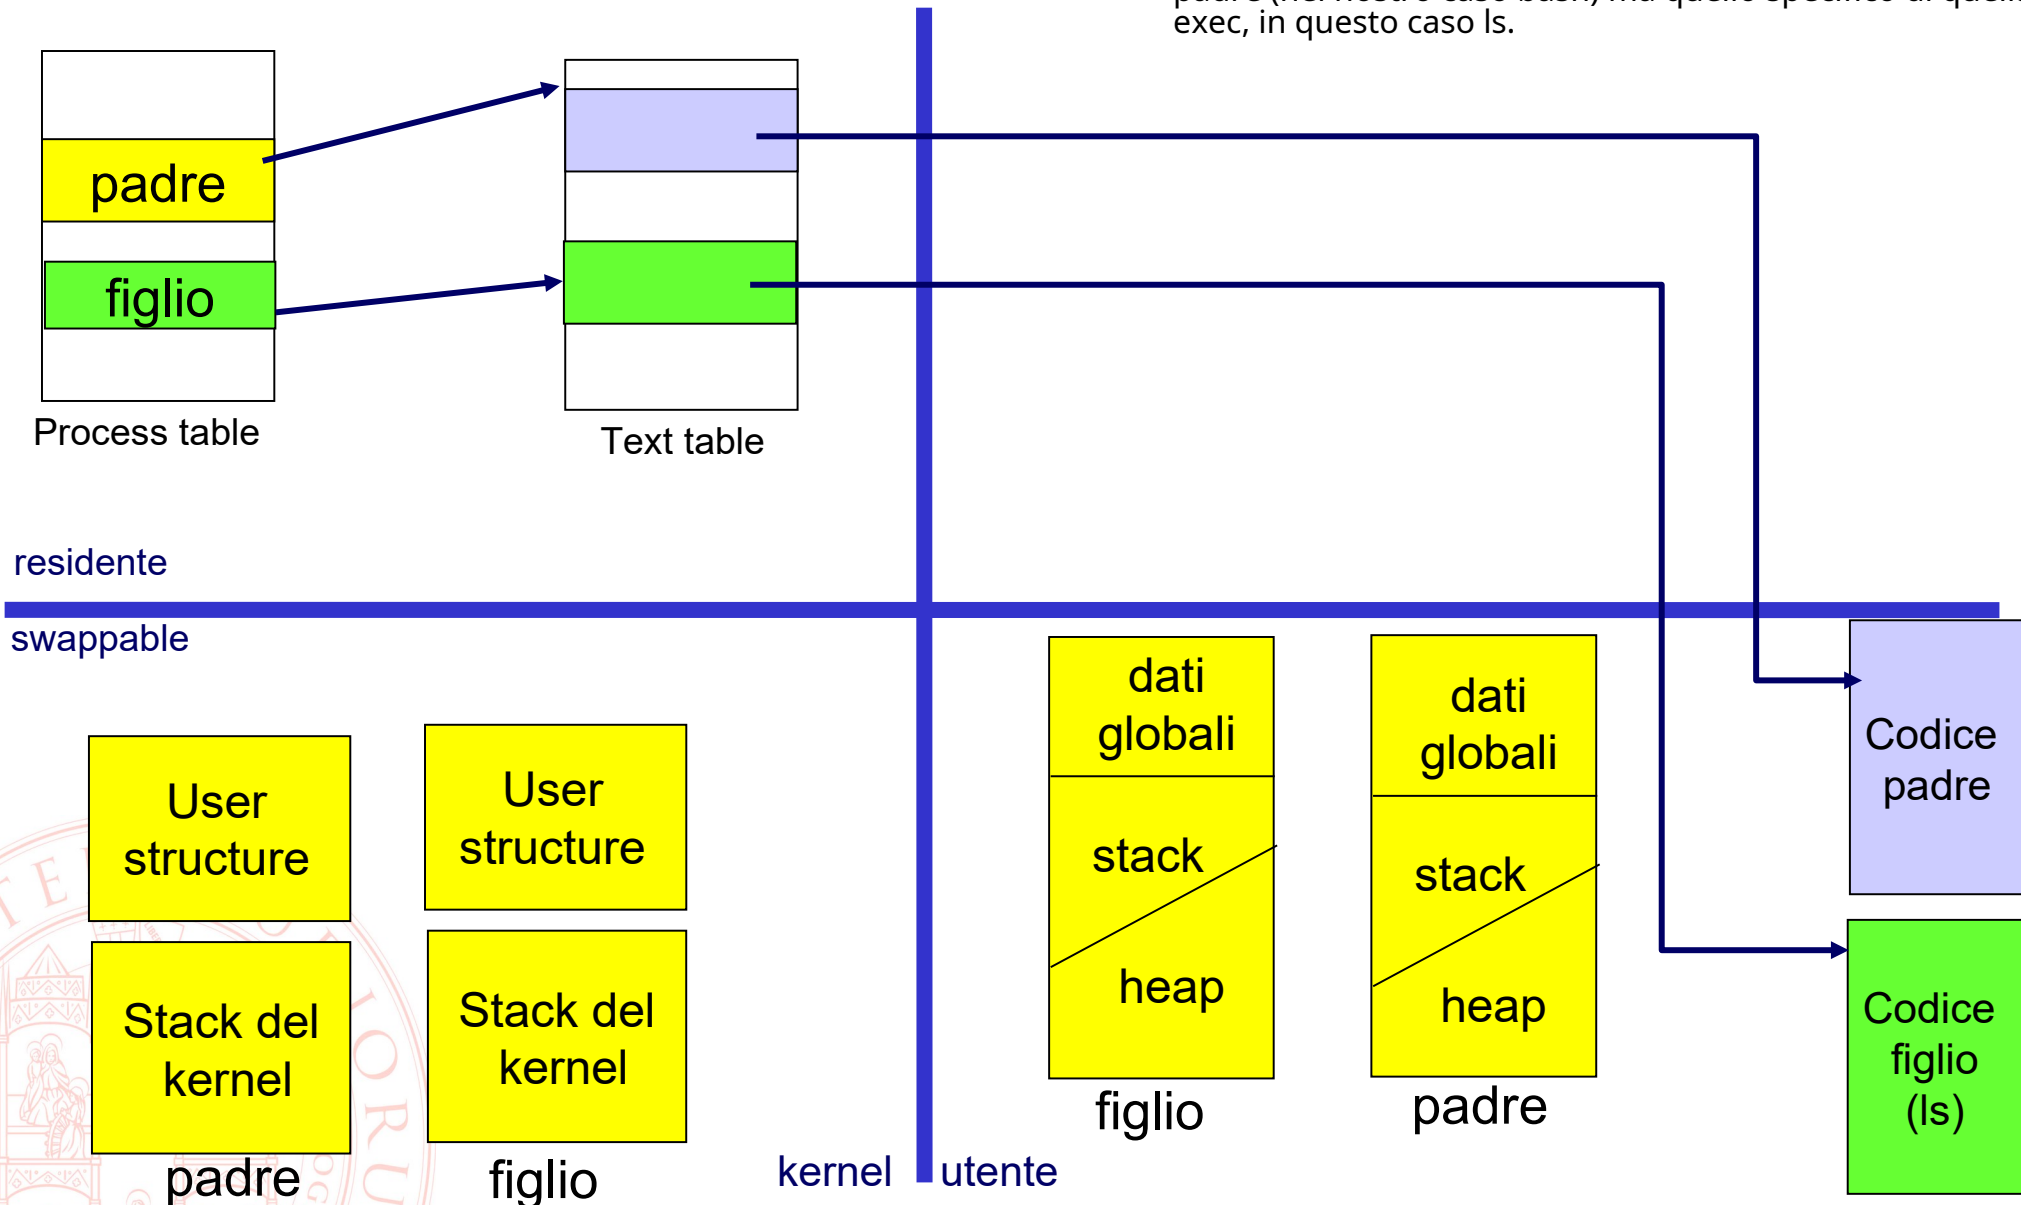 exec, in questo caso ls.
padre
figlio
Process table
Text table
residente
swappable
User
structure
User
structure
Stack del
kernel
Stack del
kernel
padre
figlio
kernel
utente
dati
globali
stack
heap
figlio
dati
globali
stack
heap
padre
Codice
padre
Codice
figlio
(ls)